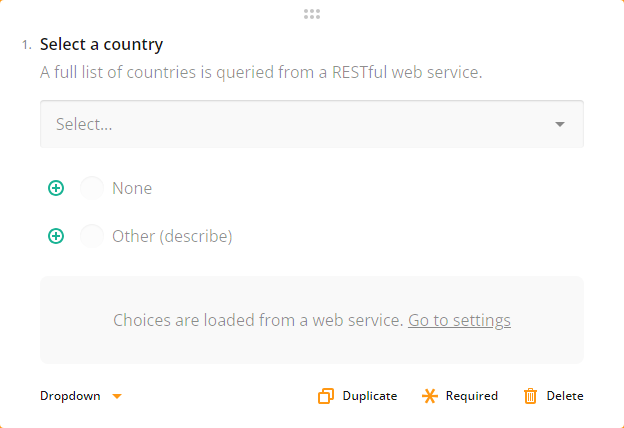 1. Select a country
A full list of countries is queried from a RESTful web service.
Select...
None
Other (describe)
Choices are loaded from a web service. Go to settings
Dropdown Duplicate Required Delete